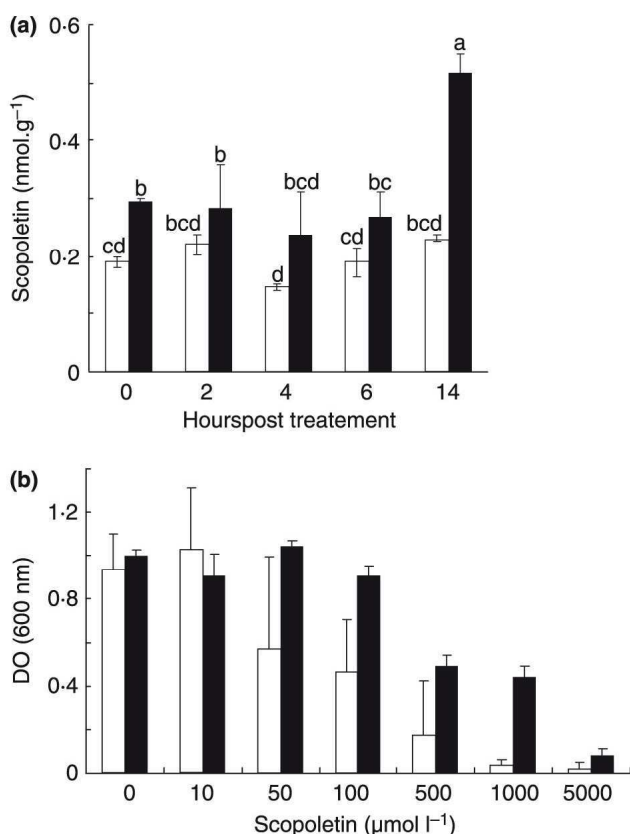 (a)
0·6
0·4
0·2
0
Scopoletin (nmol.g⁻¹)
cd
b
bcd
b
d
bcd
cd
bc
bcd
a
0 2 4 6 14
Hourspost treatement
(b)
1·2
0·8
0·4
0
DO (600 nm)
0 10 50 100 500 1000 5000
Scopoletin (µmol l⁻¹)